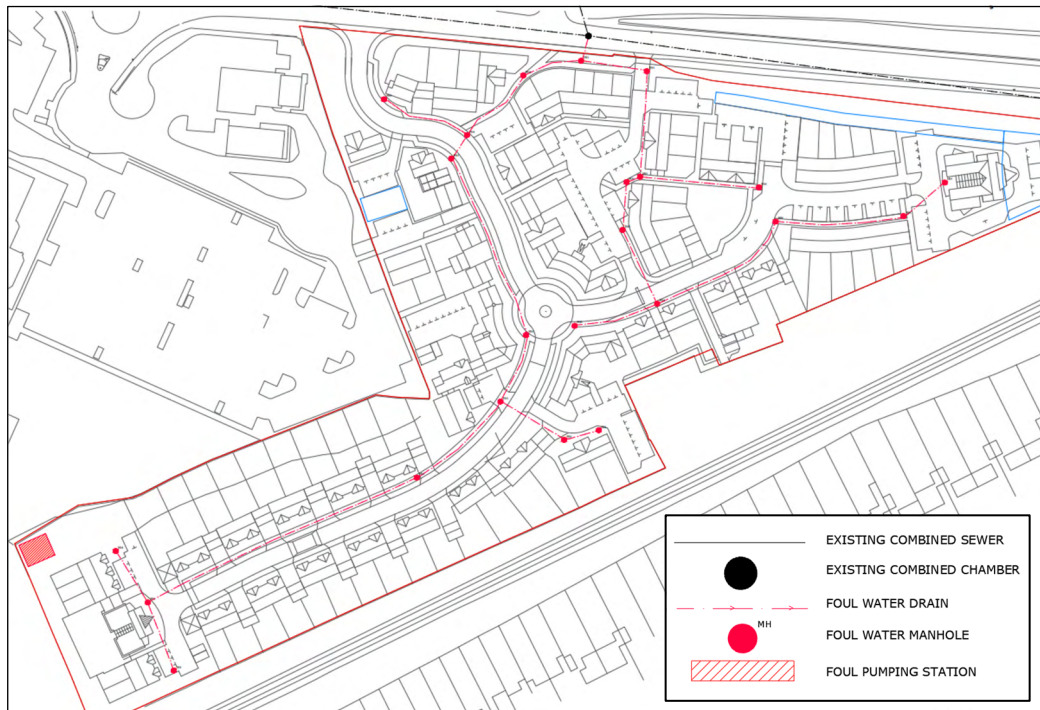 EXISTING COMBINED SEWER
EXISTING COMBINED CHAMBER
FOUL WATER DRAIN
MH
FOUL WATER MANHOLE
FOUL PUMPING STATION